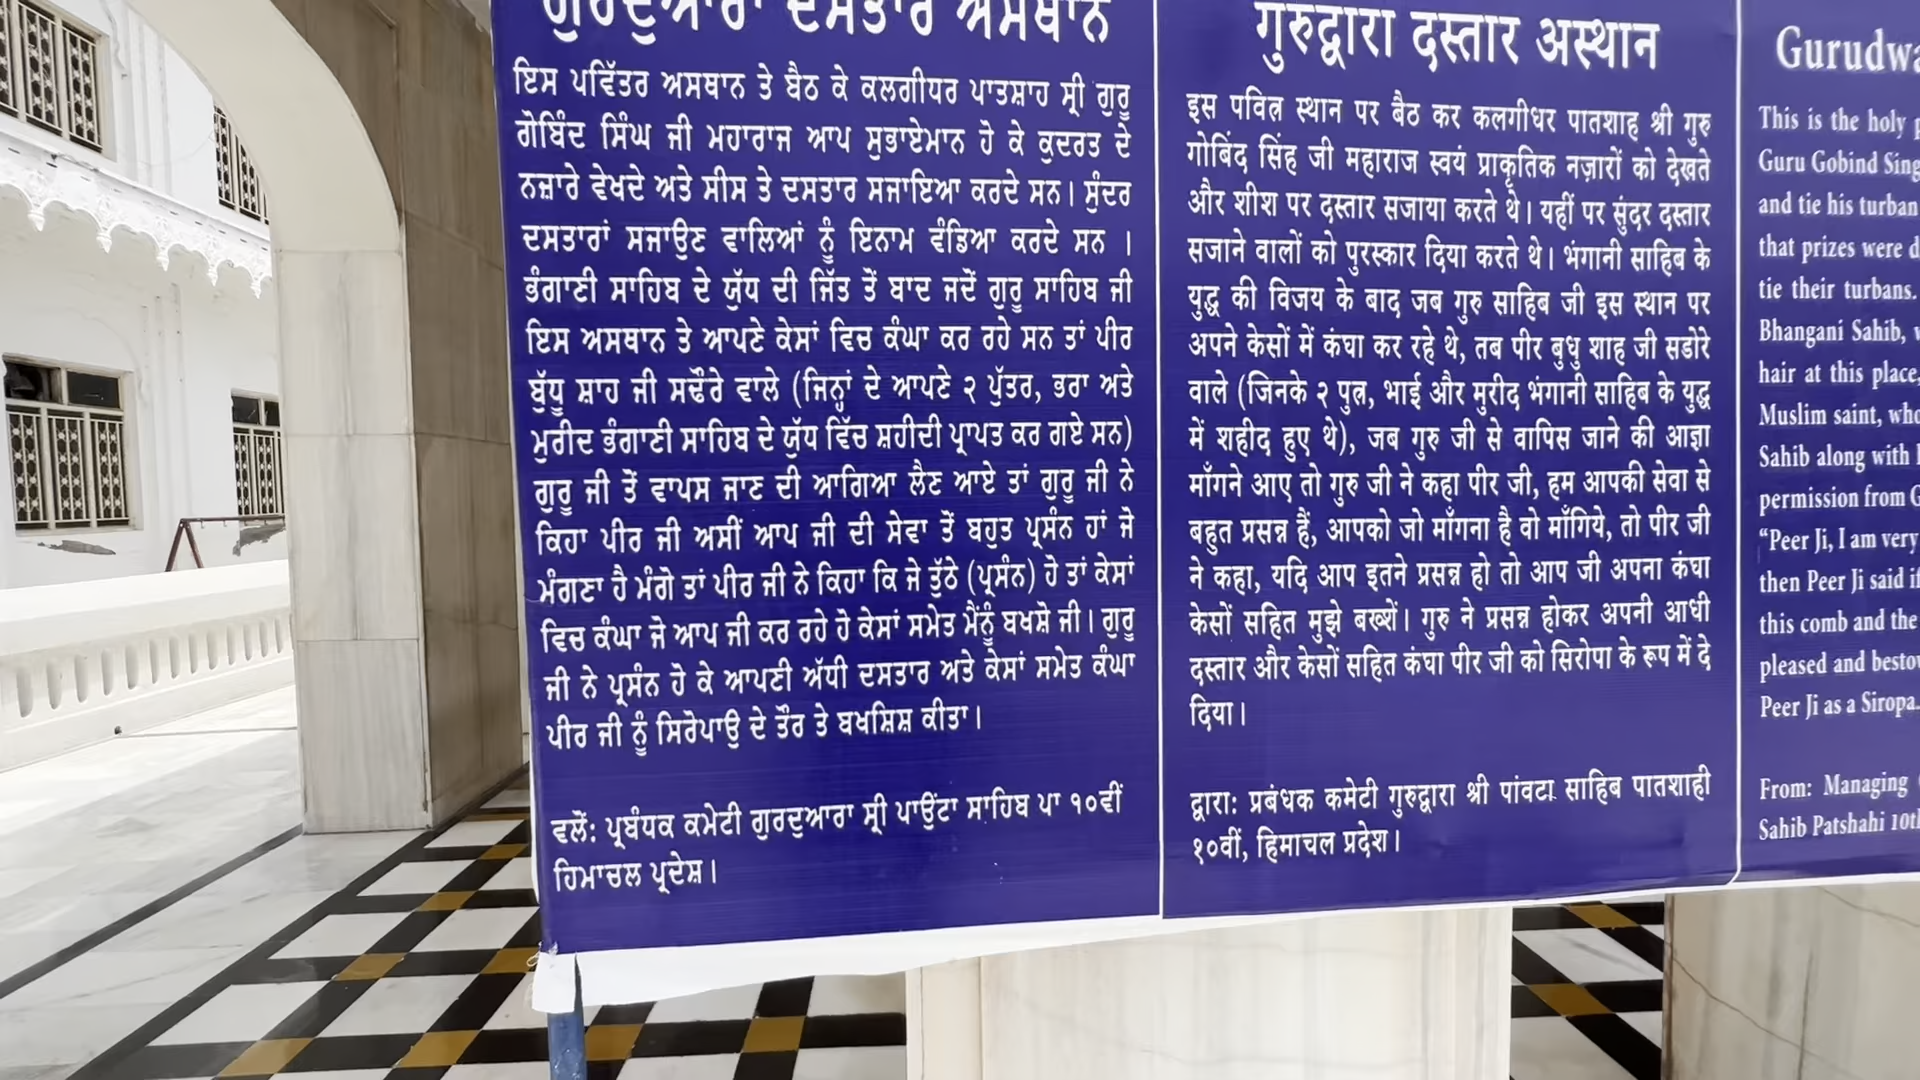 ਗੁਰਦੁਆਰਾ ਦਸਤਾਰ ਅਸਥਾਨ
ਇਸ ਪਵਿੱਤਰ ਅਸਥਾਨ ਤੇ ਬੈਠ ਕੇ ਕਲਗੀਧਰ ਪਾਤਸ਼ਾਹ ਸ੍ਰੀ ਗੁਰੂ
ਗੋਬਿੰਦ ਸਿੰਘ ਜੀ ਮਹਾਰਾਜ ਆਪ ਸੁਭਾਏਮਾਨ ਹੋ ਕੇ ਕੁਦਰਤ ਦੇ
ਨਜ਼ਾਰੇ ਵੇਖਦੇ ਅਤੇ ਸੀਸ ਤੇ ਦਸਤਾਰ ਸਜਾਇਆ ਕਰਦੇ ਸਨ। ਸੁੰਦਰ
ਦਸਤਾਰਾਂ ਸਜਾਉਣ ਵਾਲਿਆਂ ਨੂੰ ਇਨਾਮ ਵੰਡਿਆ ਕਰਦੇ ਸਨ ।
ਭੰਗਾਣੀ ਸਾਹਿਬ ਦੇ ਯੁੱਧ ਦੀ ਜਿੱਤ ਤੋਂ ਬਾਦ ਜਦੋਂ ਗੁਰੂ ਸਾਹਿਬ ਜੀ
ਇਸ ਅਸਥਾਨ ਤੇ ਆਪਣੇ ਕੇਸਾਂ ਵਿਚ ਕੰਘਾ ਕਰ ਰਹੇ ਸਨ ਤਾਂ ਪੀਰ
ਬੁੱਧੂ ਸ਼ਾਹ ਜੀ ਸਢੌਰੇ ਵਾਲੇ (ਜਿਨ੍ਹਾਂ ਦੇ ਆਪਣੇ ੨ ਪੁੱਤਰ, ਭਰਾ ਅਤੇ
ਮੁਰੀਦ ਭੰਗਾਣੀ ਸਾਹਿਬ ਦੇ ਯੁੱਧ ਵਿੱਚ ਸ਼ਹੀਦੀ ਪ੍ਰਾਪਤ ਕਰ ਗਏ ਸਨ)
ਗੁਰੂ ਜੀ ਤੋਂ ਵਾਪਸ ਜਾਣ ਦੀ ਆਗਿਆ ਲੈਣ ਆਏ ਤਾਂ ਗੁਰੂ ਜੀ ਨੇ
ਕਿਹਾ ਪੀਰ ਜੀ ਅਸੀਂ ਆਪ ਜੀ ਦੀ ਸੇਵਾ ਤੋਂ ਬਹੁਤ ਪ੍ਰਸੰਨ ਹਾਂ ਜੋ
ਮੰਗਣਾ ਹੈ ਮੰਗੋ ਤਾਂ ਪੀਰ ਜੀ ਨੇ ਕਿਹਾ ਕਿ ਜੇ ਤੁੱਠੇ (ਪ੍ਰਸੰਨ) ਹੋ ਤਾਂ ਕੇਸਾਂ
ਵਿਚ ਕੰਘਾ ਜੋ ਆਪ ਜੀ ਕਰ ਰਹੇ ਹੋ ਕੇਸਾਂ ਸਮੇਤ ਮੈਨੂੰ ਬਖਸ਼ੋ ਜੀ। ਗੁਰੂ
ਜੀ ਨੇ ਪ੍ਰਸੰਨ ਹੋ ਕੇ ਆਪਣੀ ਅੱਧੀ ਦਸਤਾਰ ਅਤੇ ਕੇਸਾਂ ਸਮੇਤ ਕੰਘਾ
ਪੀਰ ਜੀ ਨੂੰ ਸਿਰੋਪਾਉ ਦੇ ਤੌਰ ਤੇ ਬਖਸ਼ਿਸ਼ ਕੀਤਾ।
ਵਲੋਂ: ਪ੍ਰਬੰਧਕ ਕਮੇਟੀ ਗੁਰਦੁਆਰਾ ਸ੍ਰੀ ਪਾਉਂਟਾ ਸਾਹਿਬ ਪਾ ੧੦ਵੀਂ
ਹਿਮਾਚਲ ਪ੍ਰਦੇਸ਼।
गुरुद्वारा दस्तार अस्थान
इस पवित्र स्थान पर बैठ कर कलगीधर पातशाह श्री गुरु
गोबिंद सिंह जी महाराज स्वयं प्राकृतिक नज़ारों को देखते
और शीश पर दस्तार सजाया करते थे। यहीं पर सुंदर दस्तार
सजाने वालों को पुरस्कार दिया करते थे। भंगानी साहिब के
युद्ध की विजय के बाद जब गुरु साहिब जी इस स्थान पर
अपने केसों में कंघा कर रहे थे, तब पीर बुधु शाह जी सडोरे
वाले (जिनके २ पुत्र, भाई और मुरीद भंगानी साहिब के युद्ध
में शहीद हुए थे), जब गुरु जी से वापिस जाने की आज्ञा
माँगने आए तो गुरु जी ने कहा पीर जी, हम आपकी सेवा से
बहुत प्रसन्न हैं, आपको जो माँगना है वो माँगिये, तो पीर जी
ने कहा, यदि आप इतने प्रसन्न हो तो आप जी अपना कंघा
केसों सहित मुझे बख्शें। गुरु ने प्रसन्न होकर अपनी आधी
दस्तार और केसों सहित कंघा पीर जी को सिरोपा के रूप में दे
दिया।
द्वारा: प्रबंधक कमेटी गुरुद्वारा श्री पांवटा साहिब पातशाही
१०वीं, हिमाचल प्रदेश।
Gurudwa
This is the holy p
Guru Gobind Sing
and tie his turban
that prizes were d
tie their turbans.
Bhangani Sahib, w
hair at this place,
Muslim saint, who
Sahib along with
permission from G
“Peer Ji, I am very
then Peer Ji said if
this comb and the
pleased and bestow
Peer Ji as a Siropa.
From: Managing
Sahib Patshahi 10th